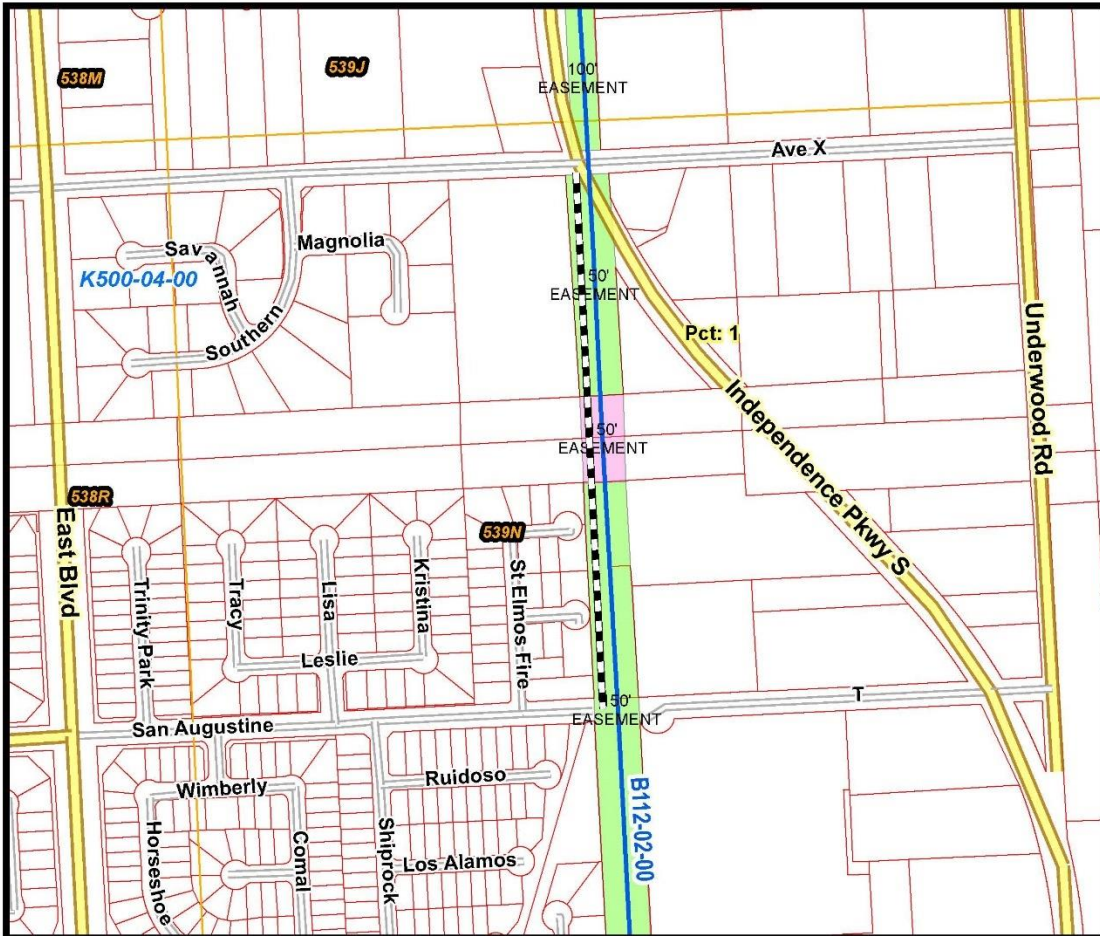 538M
539J
100'
EASEMENT
Ave X
Savannah
Magnolia
K500-04-00
Southern
50'
EASEMENT
Pct: 1
Underwood Rd
Independence Pkwy S
50'
EASEMENT
538R
539N
East Blvd
Trinity Park
Tracy
Lisa
Kristina
St Elmos Fire
Leslie
T
50'
EASEMENT
San Augustine
Wimberly
Ruidoso
B112-02-00
Horseshoe
Comal
Shiprock
Los Alamos